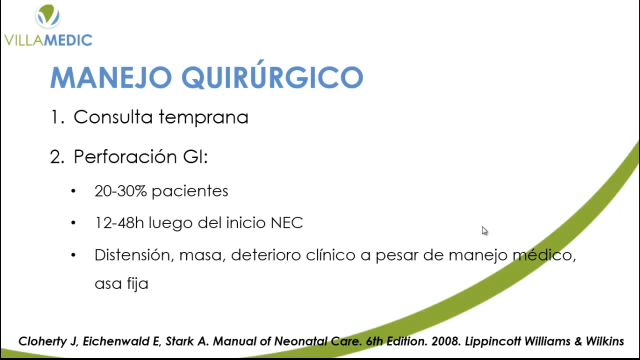 VILLAMEDIC
MANEJO QUIRÚRGICO
1. Consulta temprana
2. Perforación GI:
• 20-30% pacientes
• 12-48h luego del inicio NEC
• Distensión, masa, deterioro clínico a pesar de manejo médico,
asa fija
Cloherty J, Eichenwald E, Stark A. Manual of Neonatal Care. 6th Edition. 2008. Lippincott Williams & Wilkins